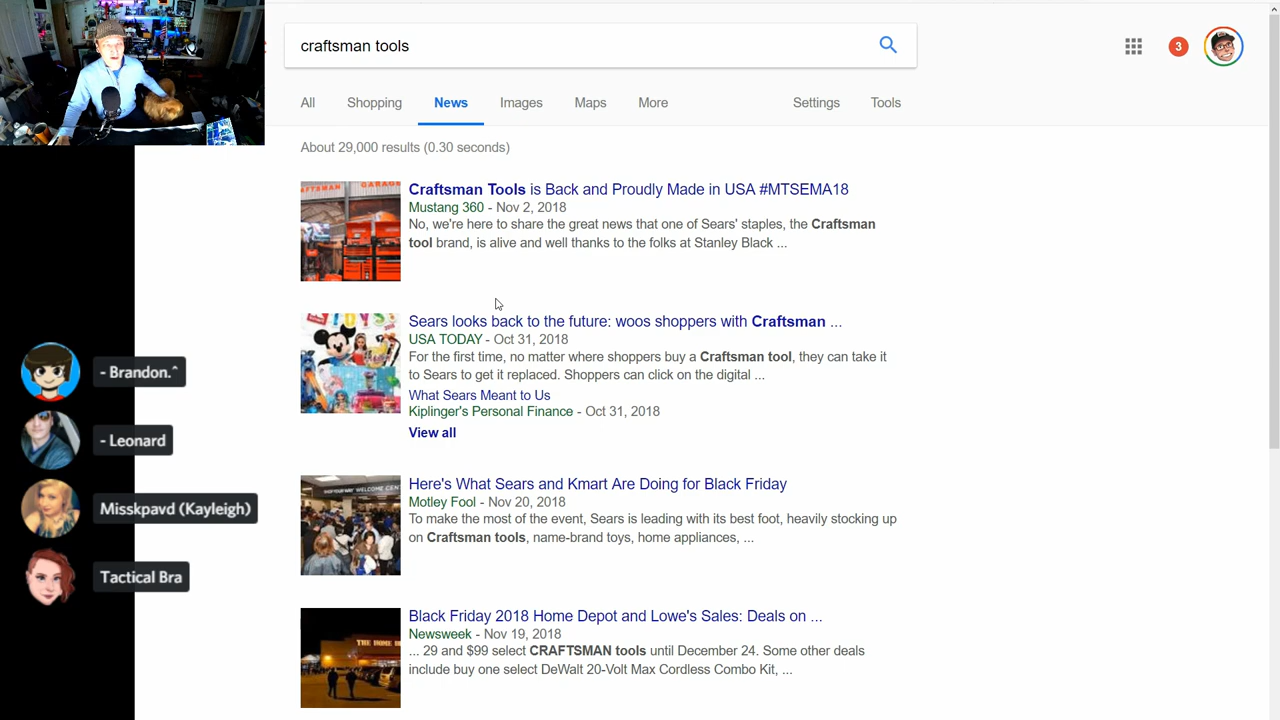 craftsman tools
3
All Shopping News Images Maps More Settings Tools
About 29,000 results (0.30 seconds)
Craftsman Tools is Back and Proudly Made in USA #MTSEMA18
Mustang 360 - Nov 2, 2018
No, we're here to share the great news that one of Sears' staples, the Craftsman
tool brand, is alive and well thanks to the folks at Stanley Black ...
Sears looks back to the future: woos shoppers with Craftsman ...
USA TODAY - Oct 31, 2018
For the first time, no matter where shoppers buy a Craftsman tool, they can take it
to Sears to get it replaced. Shoppers can click on the digital ...
What Sears Meant to Us
Kiplinger's Personal Finance - Oct 31, 2018
View all
Here's What Sears and Kmart Are Doing for Black Friday
Motley Fool - Nov 20, 2018
To make the most of the event, Sears is leading with its best foot, heavily stocking up
on Craftsman tools, name-brand toys, home appliances, ...
Black Friday 2018 Home Depot and Lowe's Sales: Deals on ...
Newsweek - Nov 19, 2018
... 29 and $99 select CRAFTSMAN tools until December 24. Some other deals
include buy one select DeWalt 20-Volt Max Cordless Combo Kit, ...
- Brandon.^
- Leonard
Misskpavd (Kayleigh)
Tactical Bra